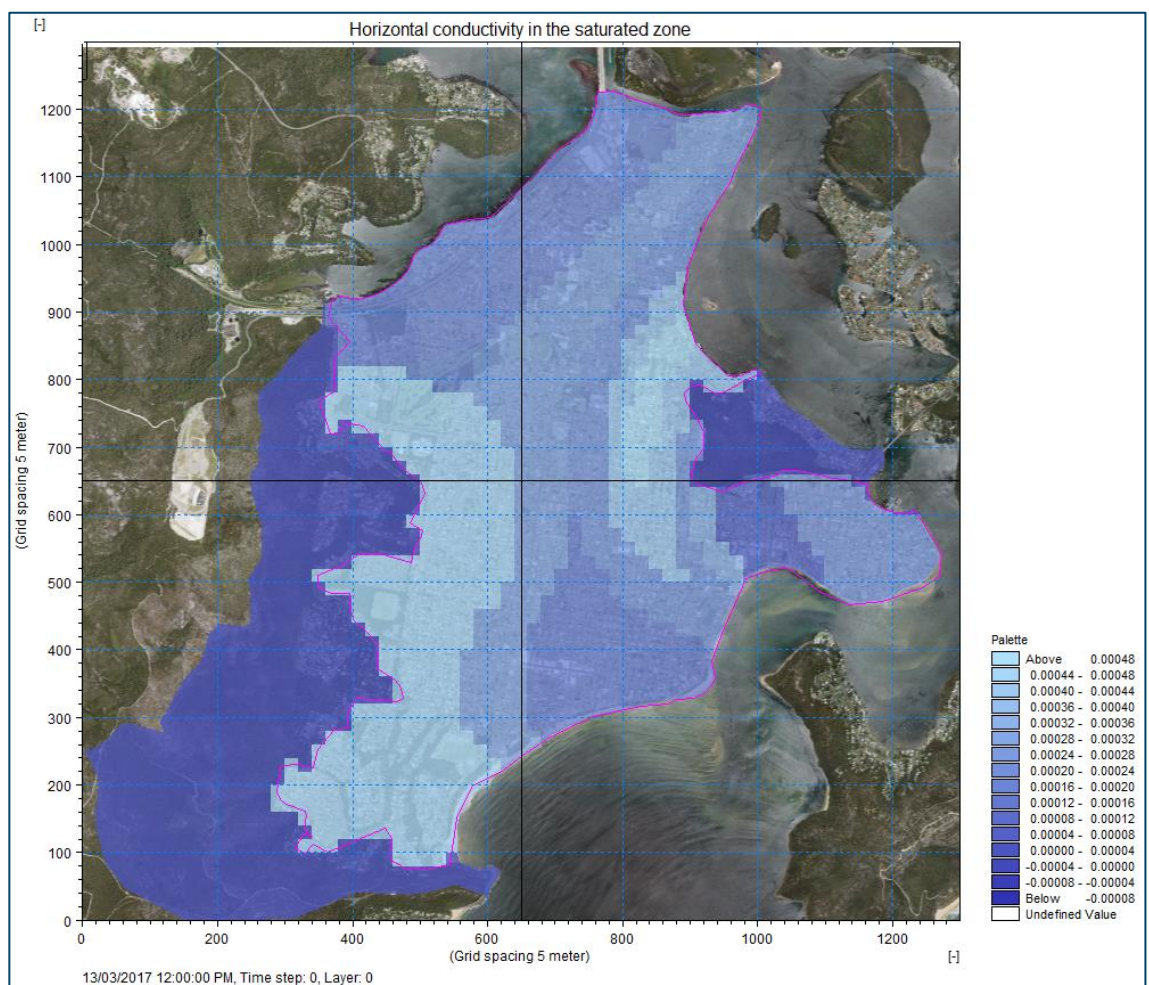 [-]
Horizontal conductivity in the saturated zone
1200
1100
1000
900
800
700
600
500
400
300
200
100
0
(Grid spacing 5 meter)
0 200 400 600 800 1000 1200
(Grid spacing 5 meter)
[-]
13/03/2017 12:00:00 PM, Time step: 0, Layer: 0
Palette
Above 0.00048
0.00044 - 0.00048
0.00040 - 0.00044
0.00036 - 0.00040
0.00032 - 0.00036
0.00028 - 0.00032
0.00024 - 0.00028
0.00020 - 0.00024
0.00016 - 0.00020
0.00012 - 0.00016
0.00008 - 0.00012
0.00004 - 0.00008
0.00000 - 0.00004
-0.00004 - 0.00000
-0.00008 - -0.00004
Below -0.00008
Undefined Value